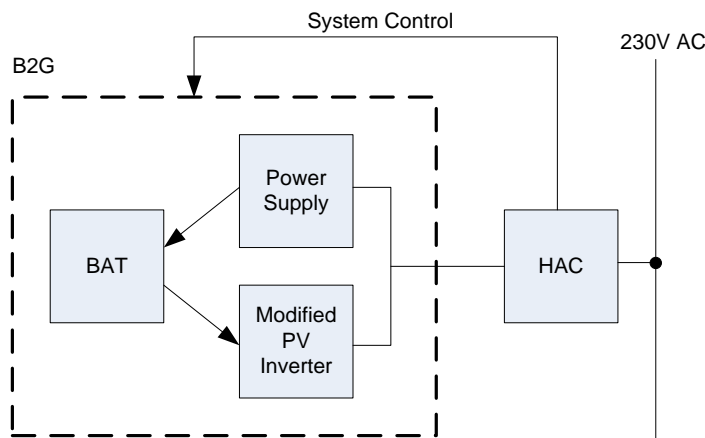 System Control
230V AC
B2G
Power
Supply
BAT
HAC
Modified
PV
Inverter